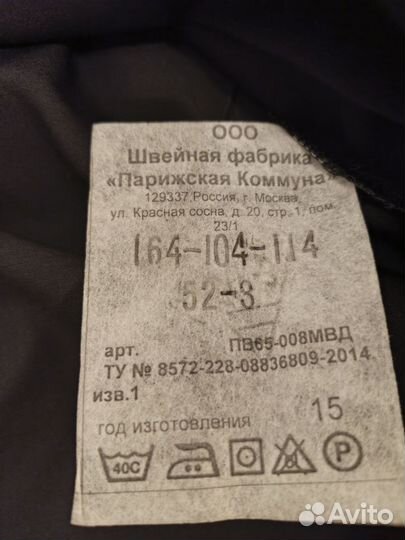 ООО
Швейная фабрика
«Парижская Коммуна»
129337,Россия, г. Москва,
ул. Красная сосна, д. 20, стр. 1, пом.
23/1
164-104-114
52-3
арт. ПВ65-008МВД
ТУ № 8572-228-08836809-2014
изв.1
год изготовления 15
40C P
Avito